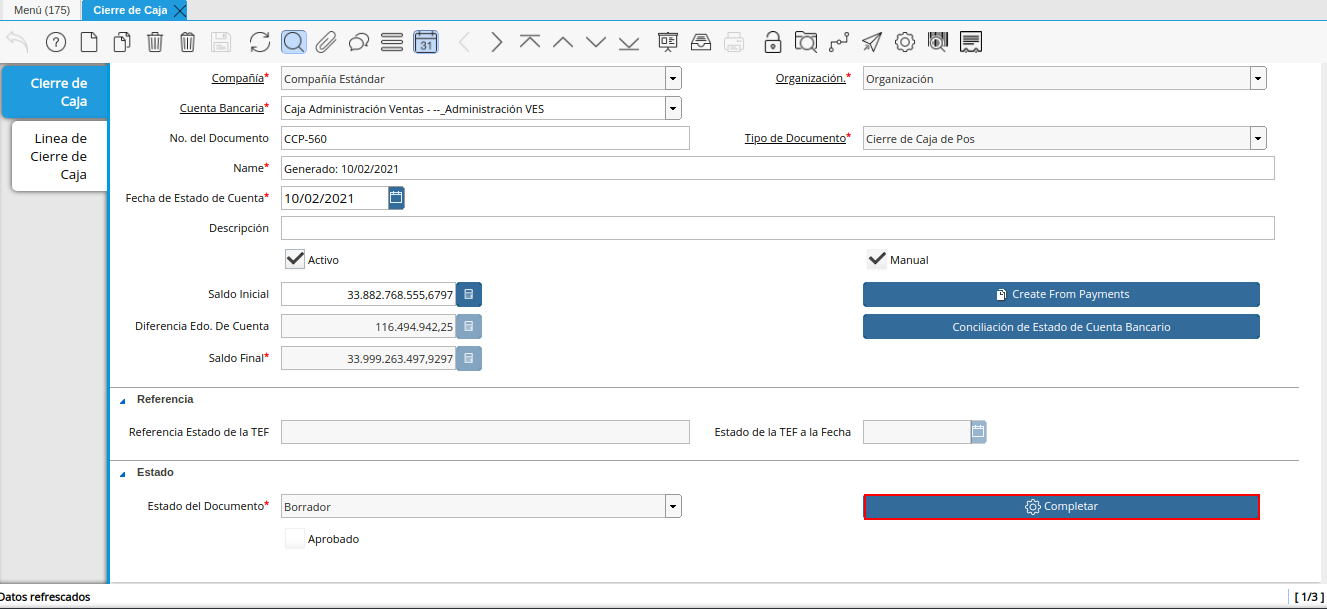 Menú (175)
Cierre de Caja
31
Cierre de
Caja
Linea de
Cierre de
Caja
Compañía* Compañía Estándar Organización.* Organización
Cuenta Bancaria* Caja Administración Ventas - --_Administración VES
No. del Documento CCP-560 Tipo de Documento* Cierre de Caja de Pos
Name* Generado: 10/02/2021
Fecha de Estado de Cuenta* 10/02/2021
Descripción
Activo Manual
Saldo Inicial 33.882.768.555,6797 Create From Payments
Diferencia Edo. De Cuenta 116.494.942,25 Conciliación de Estado de Cuenta Bancario
Saldo Final* 33.999.263.497,9297
Referencia
Referencia Estado de la TEF Estado de la TEF a la Fecha
Estado
Estado del Documento* Borrador Completar
Aprobado
Datos refrescados [ 1/3 ]